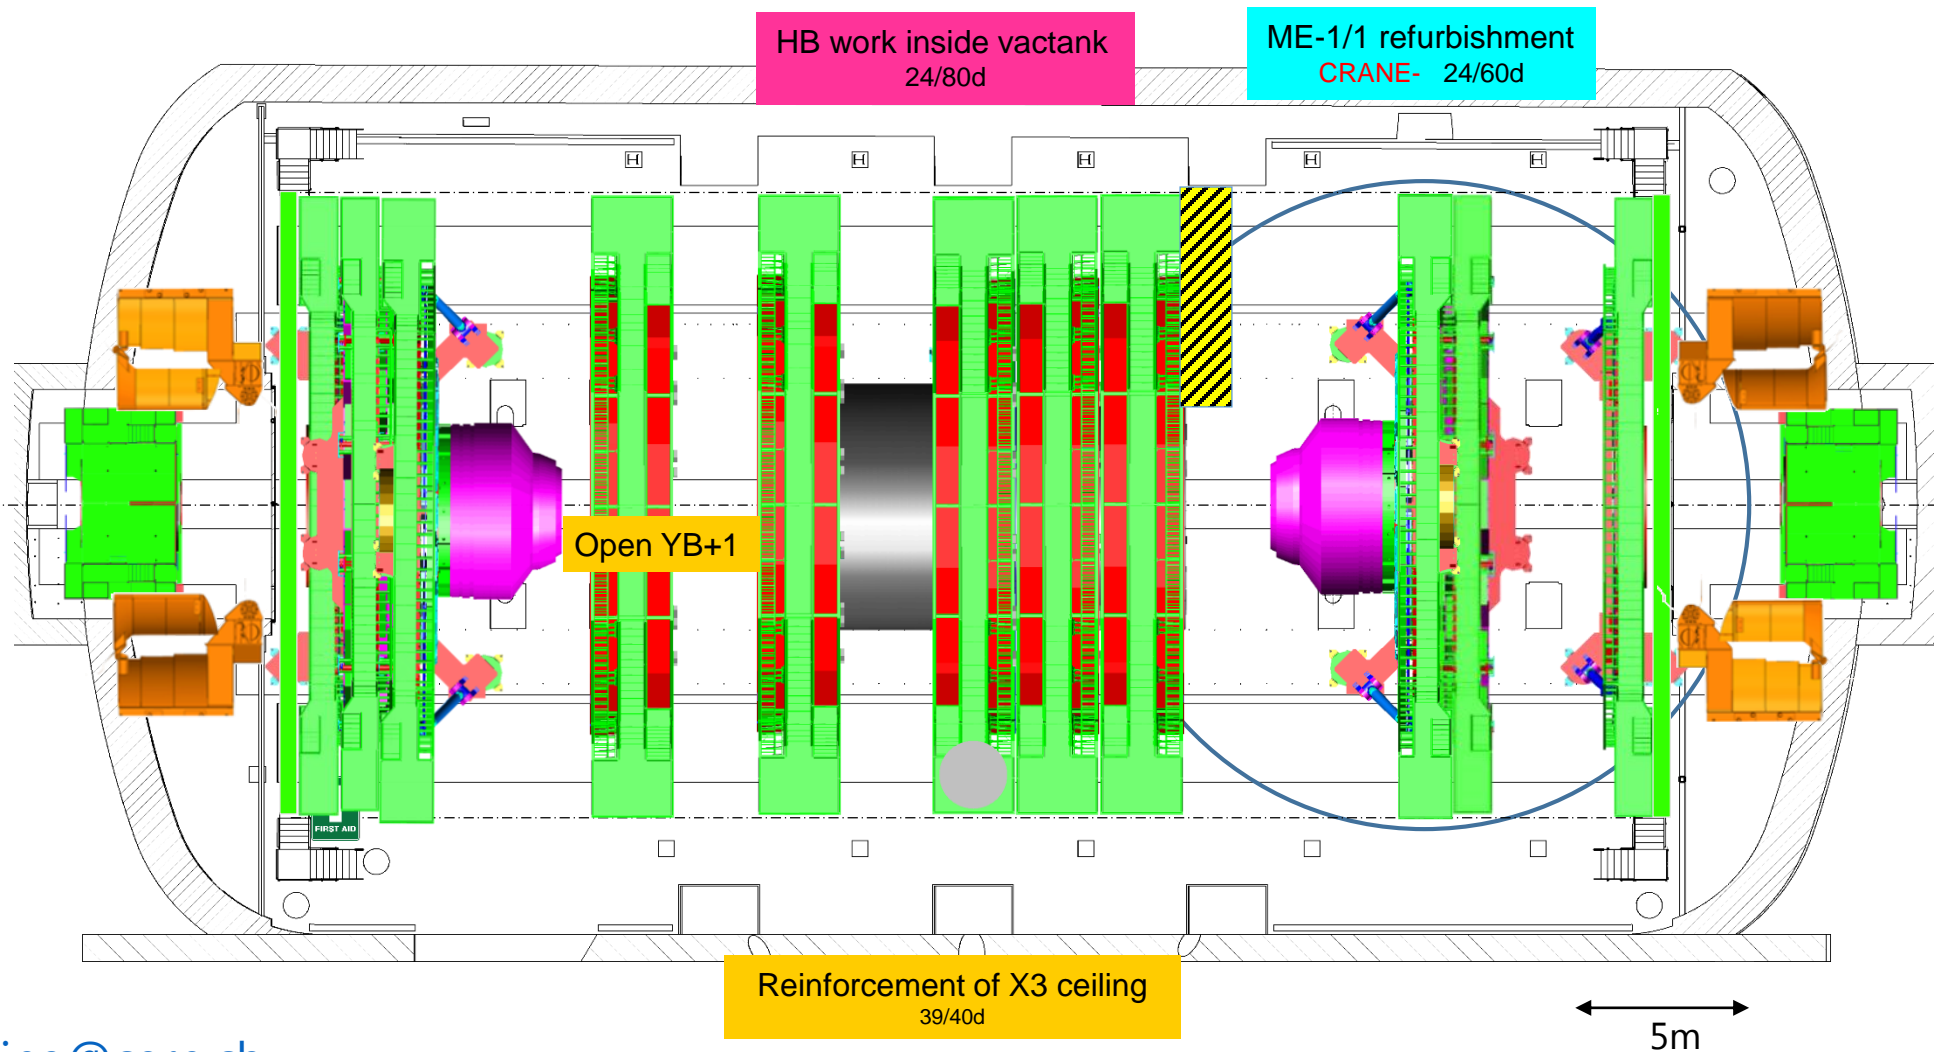 HB work inside vactank
24/80d
ME-1/1 refurbishment
CRANE- 24/60d
H
H
H
H
H
Open YB+1
FIRST AID
Reinforcement of X3 ceiling
39/40d
5m